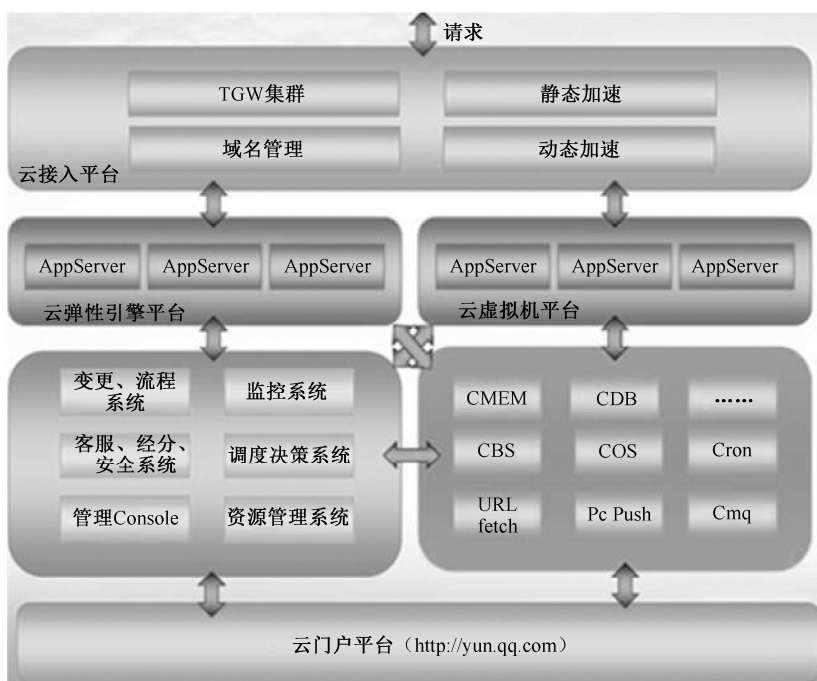 请求
TGW集群
静态加速
域名管理
动态加速
云接入平台
AppServer
AppServer
AppServer
AppServer
AppServer
AppServer
云弹性引擎平台
云虚拟机平台
变更、流程
系统
监控系统
客服、经分、
安全系统
调度决策系统
管理Console
资源管理系统
CMEM
CDB
……
CBS
COS
Cron
URL
fetch
Pc Push
Cmq
云门户平台（http://yun.qq.com）